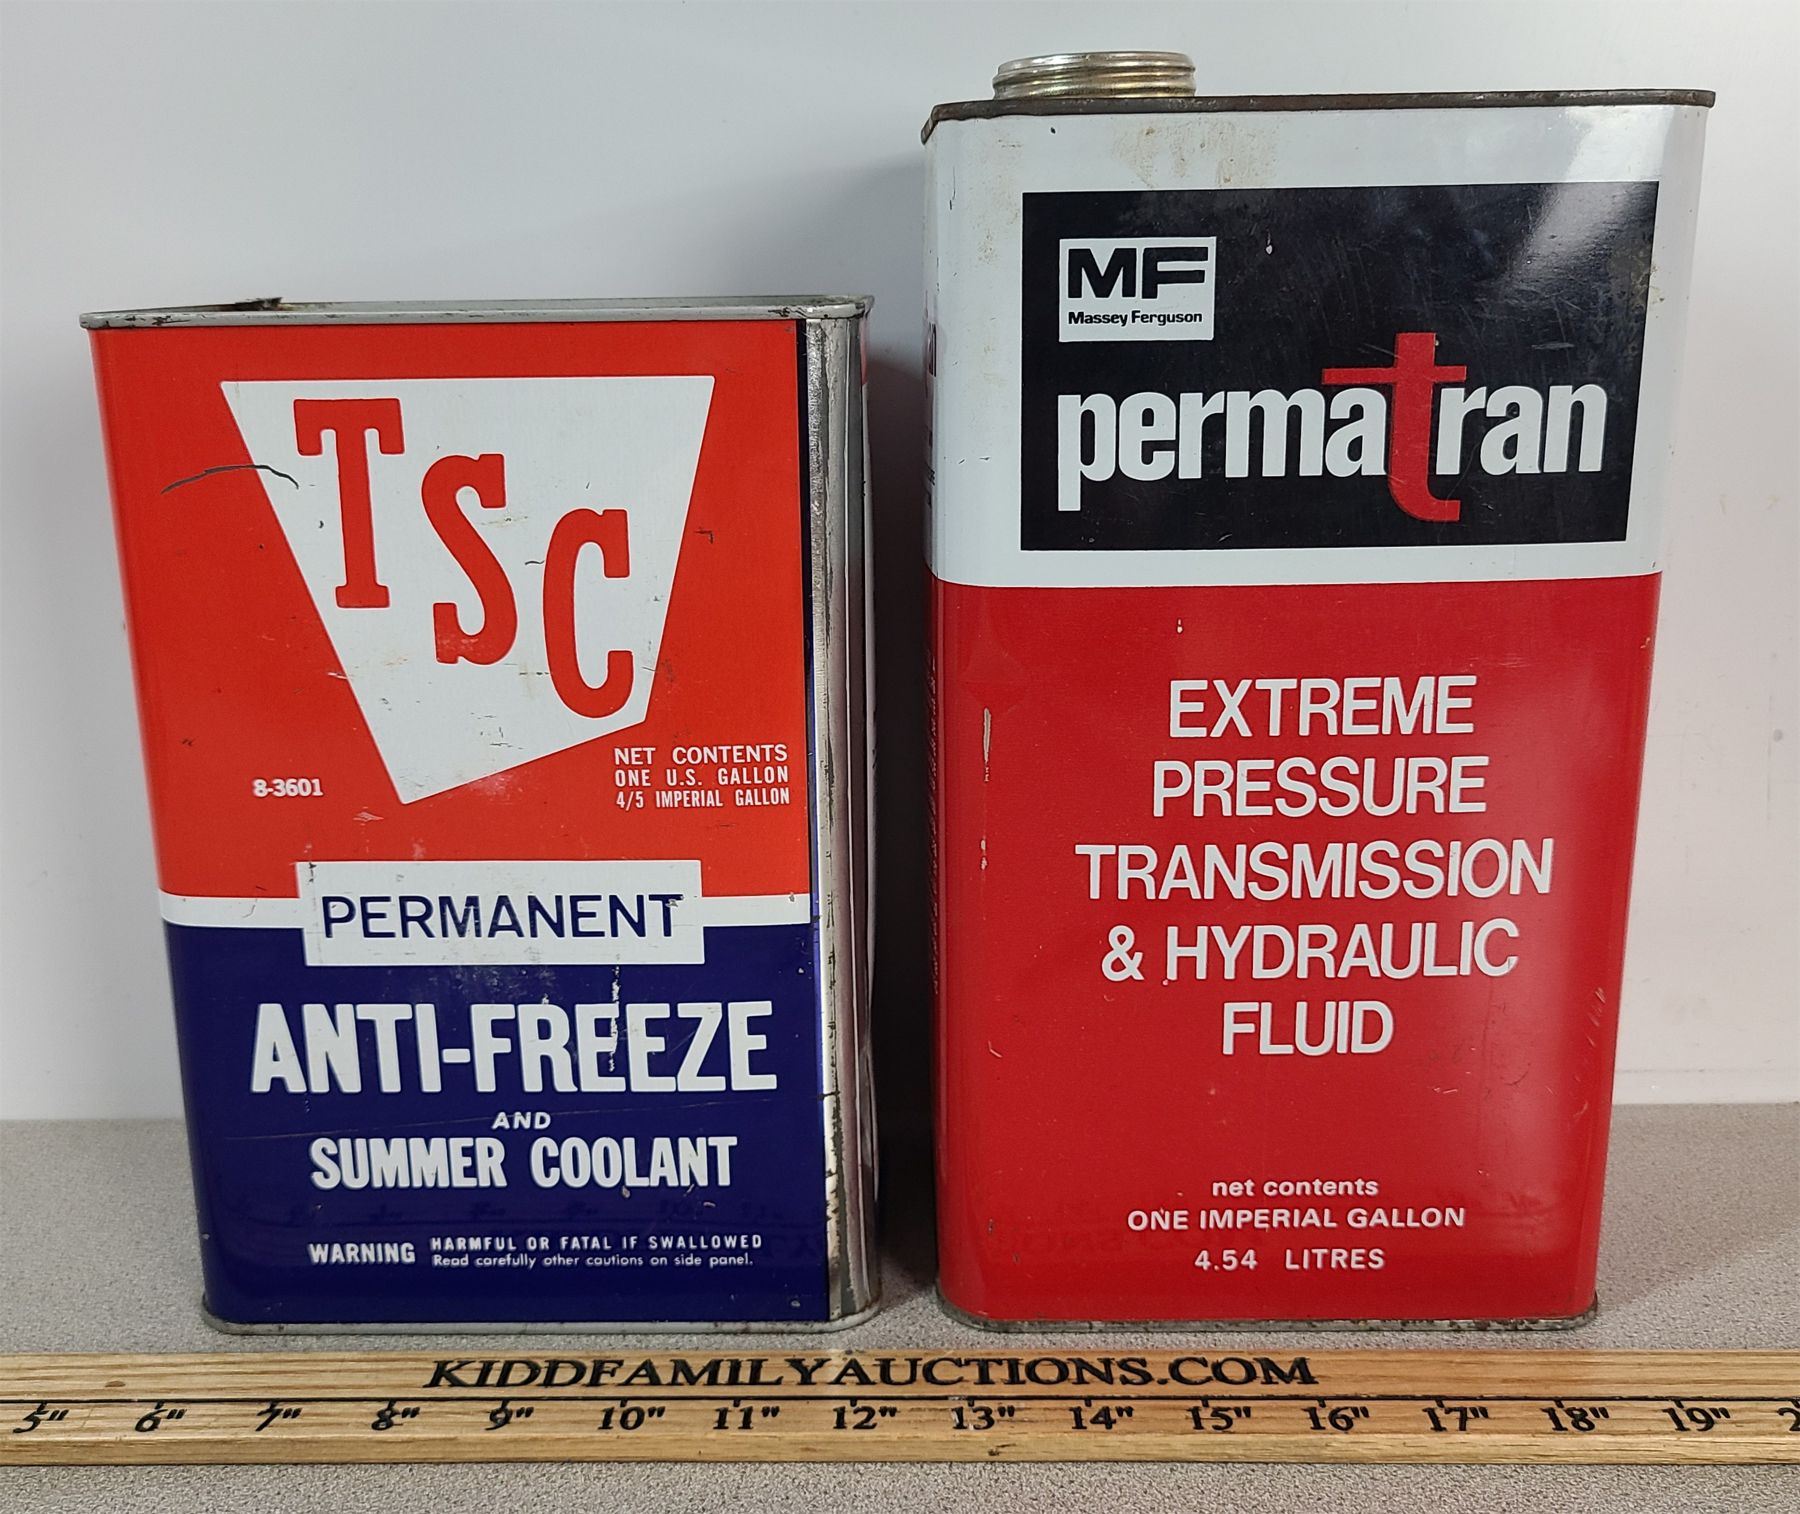 TSC
8-3601
NET CONTENTS
ONE U.S. GALLON
4/5 IMPERIAL GALLON
PERMANENT
ANTI-FREEZE
AND
SUMMER COOLANT
WARNING HARMFUL OR FATAL IF SWALLOWED
Read carefully other cautions on side panel.
MF
Massey Ferguson
permatran
EXTREME
PRESSURE
TRANSMISSION
& HYDRAULIC
FLUID
net contents
ONE IMPERIAL GALLON
4.54 LITRES
KIDDFAMILYAUCTIONS.COM
5" 6" 7" 8" 9" 10" 11" 12" 13" 14" 15" 16" 17" 18" 19"